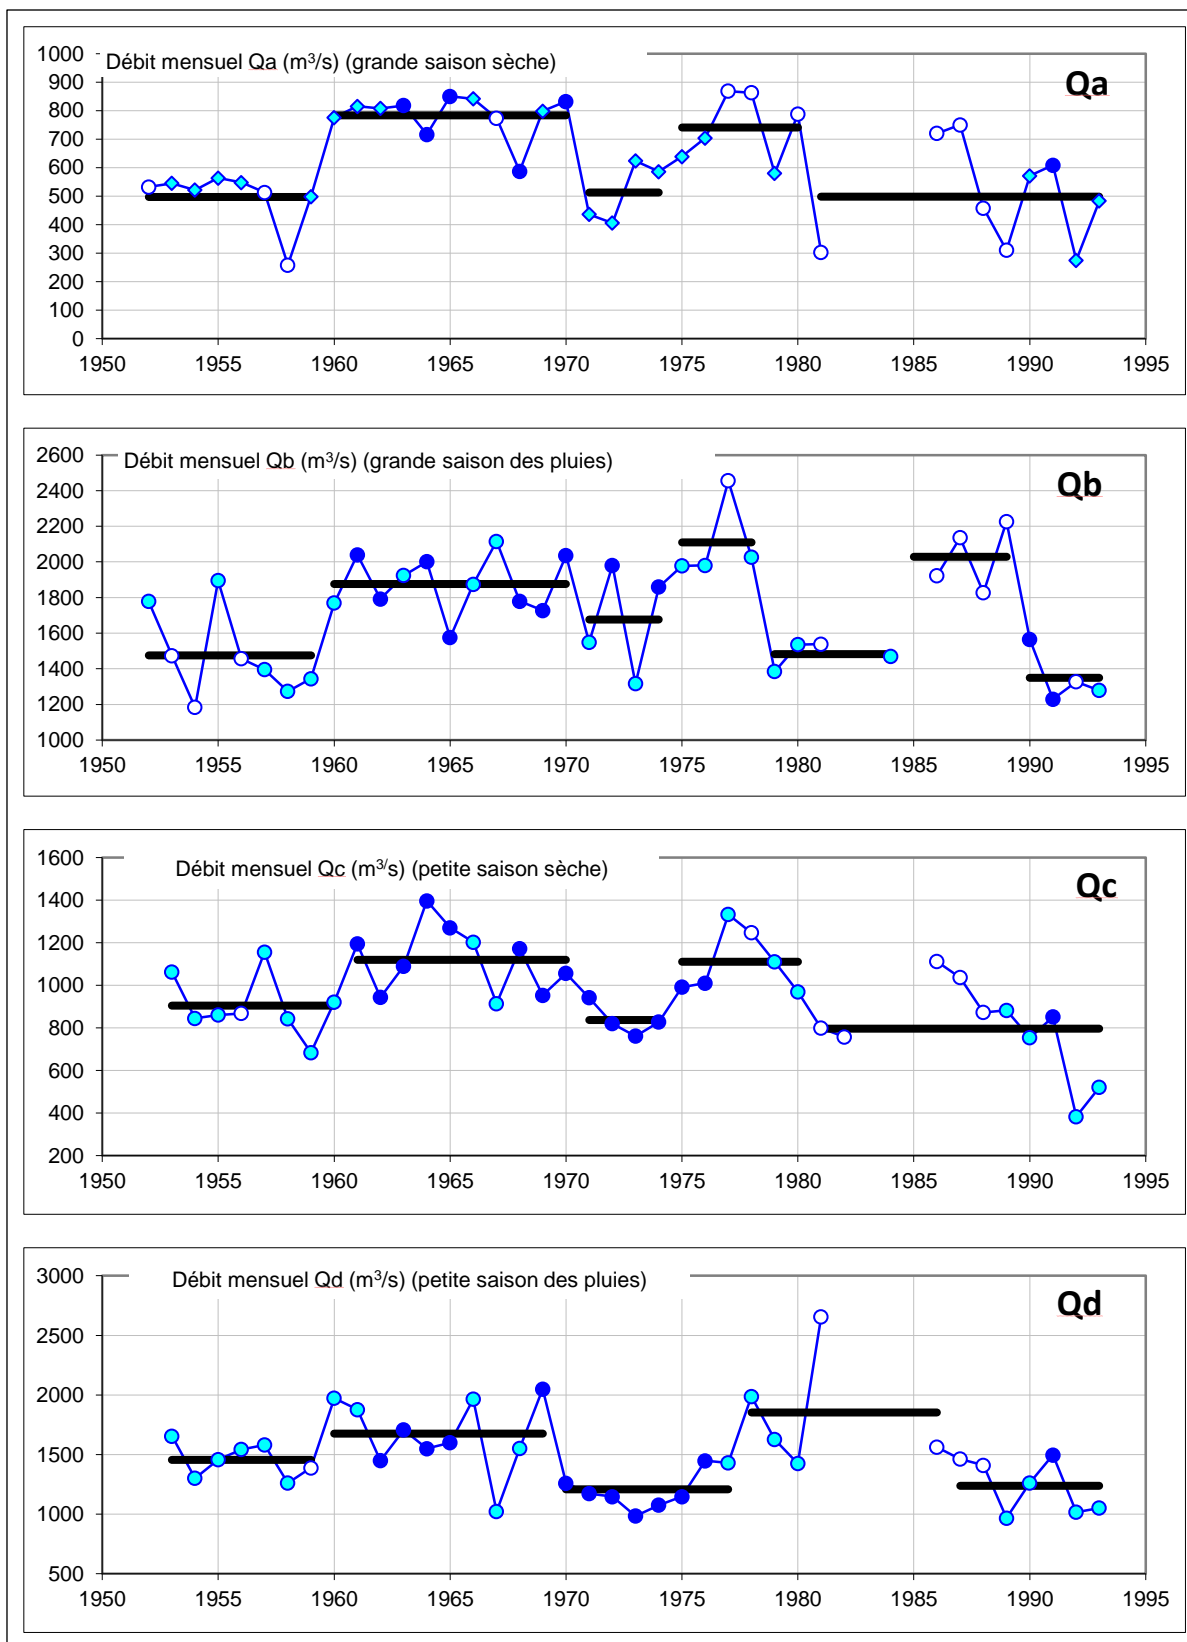 Débit mensuel Qa (m³/s) (grande saison sèche)
Qa
1000
900
800
700
600
500
400
300
200
100
0
1950 1955 1960 1965 1970 1975 1980 1985 1990 1995
Débit mensuel Qb (m³/s) (grande saison des pluies)
Qb
2600
2400
2200
2000
1800
1600
1400
1200
1000
1950 1955 1960 1965 1970 1975 1980 1985 1990 1995
Débit mensuel Qc (m³/s) (petite saison sèche)
Qc
1600
1400
1200
1000
800
600
400
200
1950 1955 1960 1965 1970 1975 1980 1985 1990 1995
Débit mensuel Qd (m³/s) (petite saison des pluies)
Qd
3000
2500
2000
1500
1000
500
1950 1955 1960 1965 1970 1975 1980 1985 1990 1995